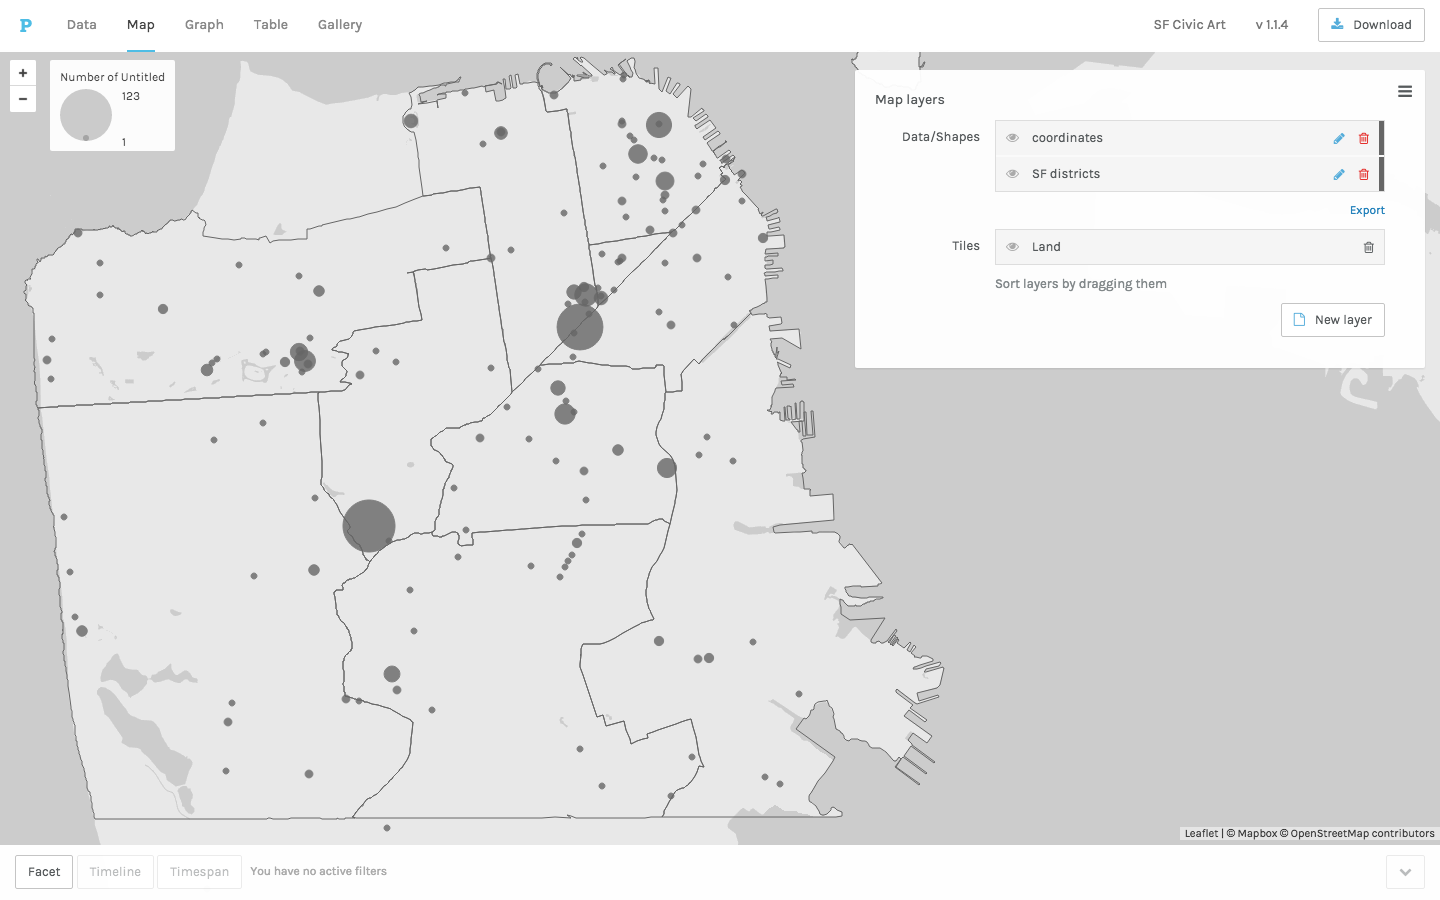 P Data Map Graph Table Gallery SF Civic Art v 1.1.4 Download
+
−
Number of Untitled
123
1
Map layers
Data/Shapes coordinates
SF districts
Export
Tiles Land
Sort layers by dragging them
New layer
Leaflet | © Mapbox © OpenStreetMap contributors
Facet Timeline Timespan You have no active filters